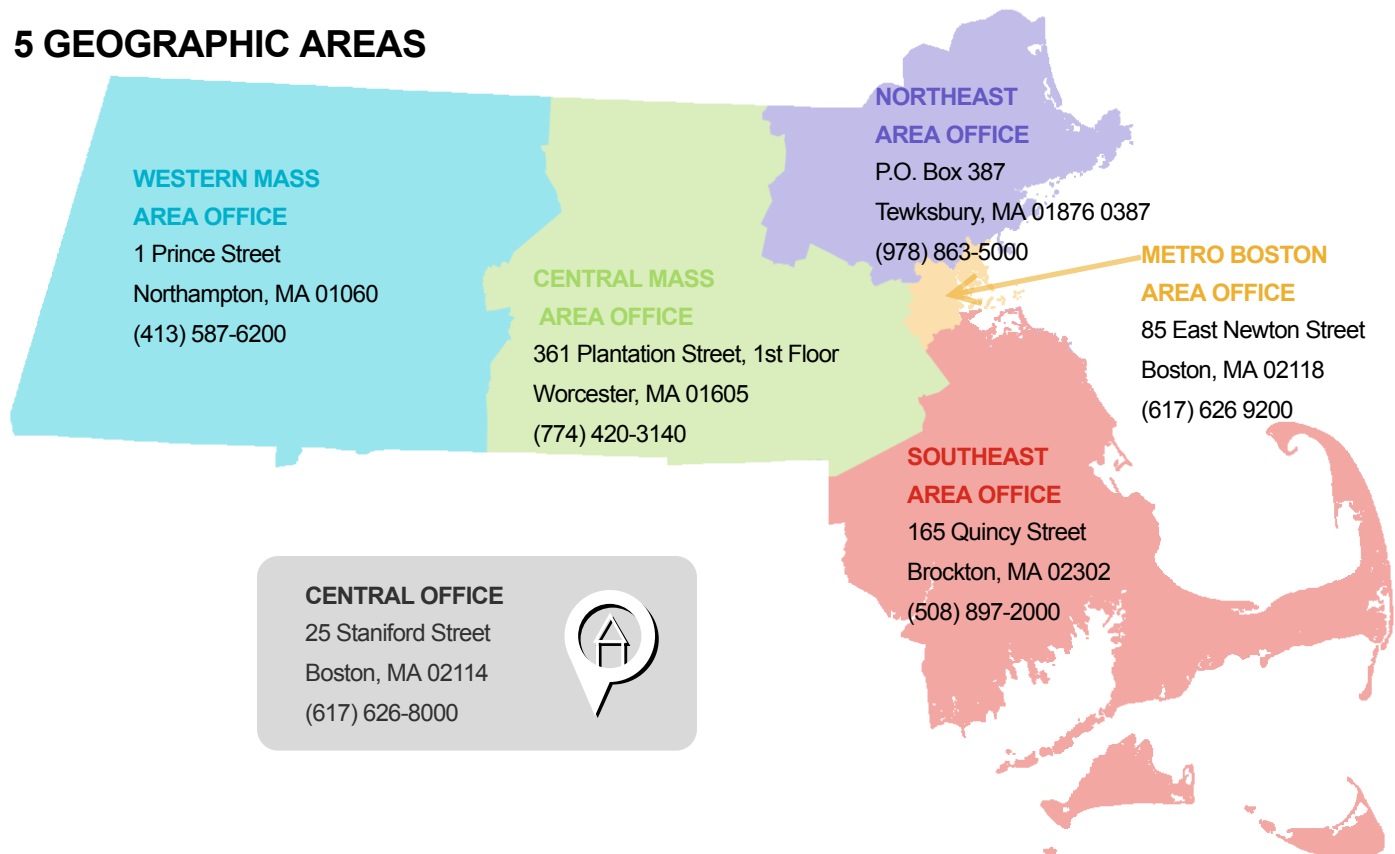 5 GEOGRAPHIC AREAS
WESTERN MASS
AREA OFFICE
1 Prince Street
Northampton, MA 01060
(413) 587-6200
CENTRAL MASS
AREA OFFICE
361 Plantation Street, 1st Floor
Worcester, MA 01605
(774) 420-3140
NORTHEAST
AREA OFFICE
P.O. Box 387
Tewksbury, MA 01876 0387
(978) 863-5000
METRO BOSTON
AREA OFFICE
85 East Newton Street
Boston, MA 02118
(617) 626 9200
SOUTHEAST
AREA OFFICE
165 Quincy Street
Brockton, MA 02302
(508) 897-2000
CENTRAL OFFICE
25 Staniford Street
Boston, MA 02114
(617) 626-8000